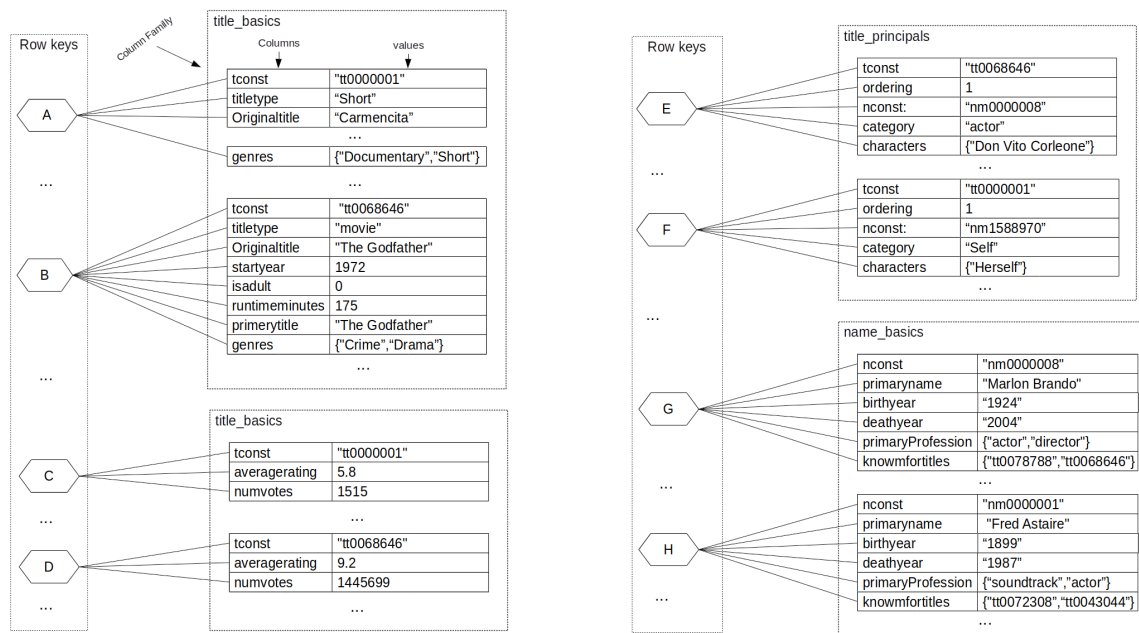 title_basics
Row keys
Column Familiy
Columns
values
tconst "tt0000001"
titletype “Short”
A
Originaltitle “Carmencita”
...
genres {"Documentary”,”Short"}
...
...
tconst "tt0068646"
titletype "movie”
Originaltitle "The Godfather"
startyear 1972
B
isadult 0
runtimeminutes 175
primerytitle "The Godfather"
genres {"Crime”,“Drama”}
...
...
title_basics
tconst "tt0000001"
C
averagerating 5.8
numvotes 1515
...
...
tconst "tt0068646"
D
averagerating 9.2
numvotes 1445699
...
...
title_principals
Row keys
tconst "tt0068646"
ordering 1
E
nconst: “nm0000008”
category “actor”
characters {"Don Vito Corleone”}
...
...
tconst "tt0000001"
ordering 1
F
nconst: "nm1588970”
category “Self”
characters {"Herself”}
...
...
name_basics
nconst "nm0000008"
primaryname "Marlon Brando"
birthyear “1924”
G
deathyear “2004”
primaryProfession {"actor”,”director"}
knowmfortitles {"tt0078788”,”tt0068646"}
...
...
nconst "nm0000001"
primaryname "Fred Astaire"
birthyear “1899”
H
deathyear “1987”
primaryProfession {“soundtrack”,”actor”}
knowmfortitles {"tt0072308”,“tt0043044”}
...
...